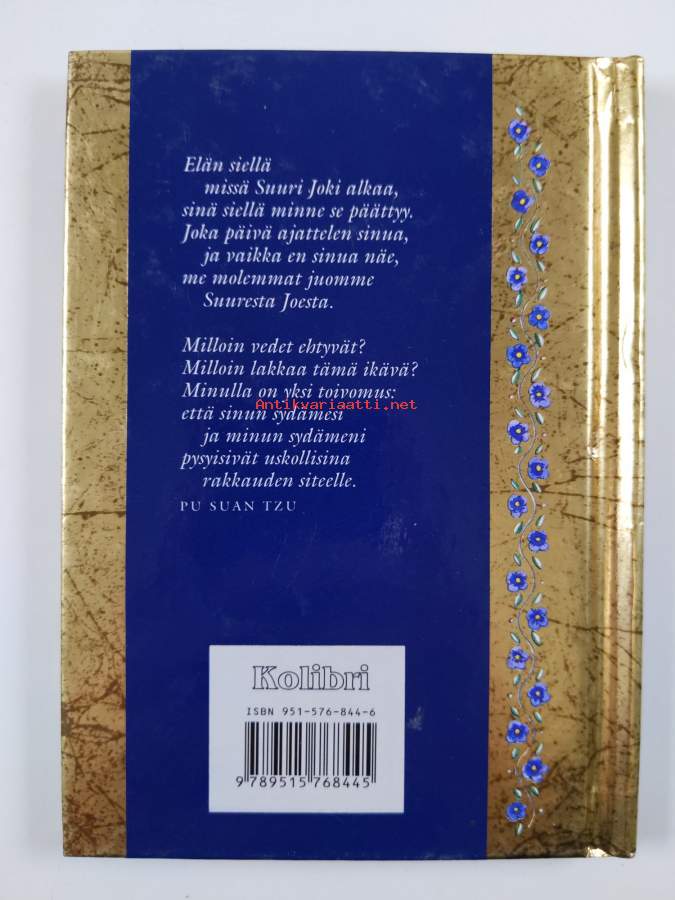 Elän siellä
missä Suuri Joki alkaa,
sinä siellä minne se päättyy.
Joka päivä ajattelen sinua,
ja vaikka en sinua näe,
me molemmat juomme
Suuresta Joesta.
Milloin vedet ehtyvät?
Milloin lakkaa tämä ikävä?
Minulla on yksi toivomus:
Antikvariaatti.net
että sinun sydämesi
ja minun sydämeni
pysyisivät uskollisina
rakkauden siteelle.
PU SUAN TZU
Kolibri
ISBN 951-576-844-6
9 789515 768445